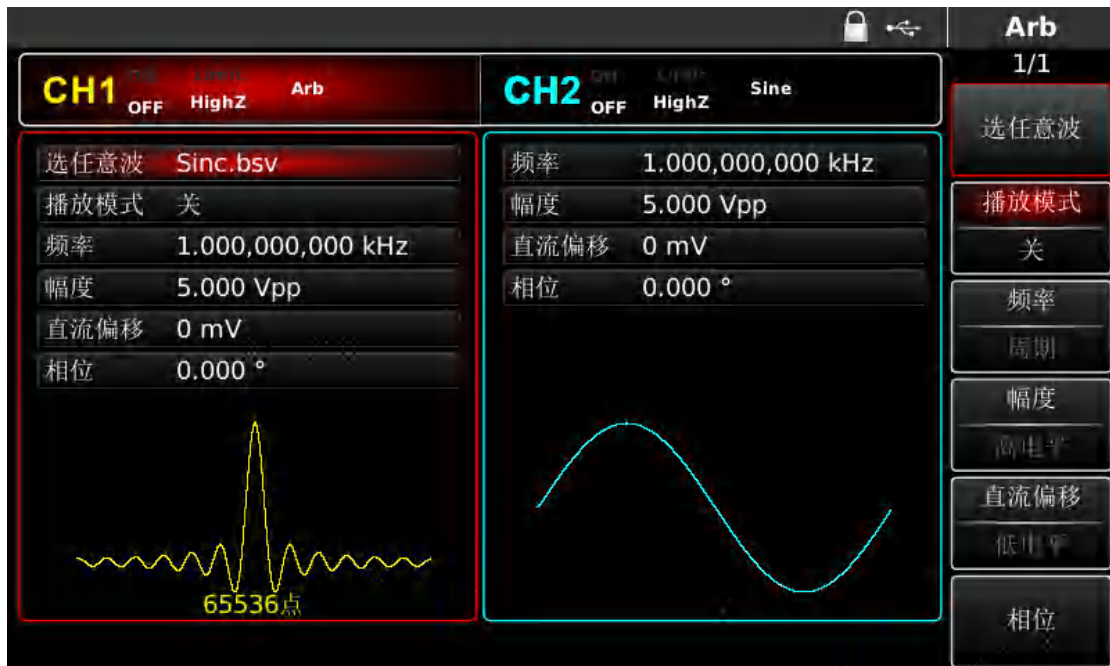 Arb
1/1
CH1 OFF HighZ Arb
CH2 OFF HighZ Sine
选任意波 Sinc.bsv
播放模式 关
频率 1.000,000,000 kHz
幅度 5.000 Vpp
直流偏移 0 mV
相位 0.000 °
65536点
频率 1.000,000,000 kHz
幅度 5.000 Vpp
直流偏移 0 mV
相位 0.000 °
选任意波
播放模式
关
频率
周期
幅度
高电平
直流偏移
低电平
相位